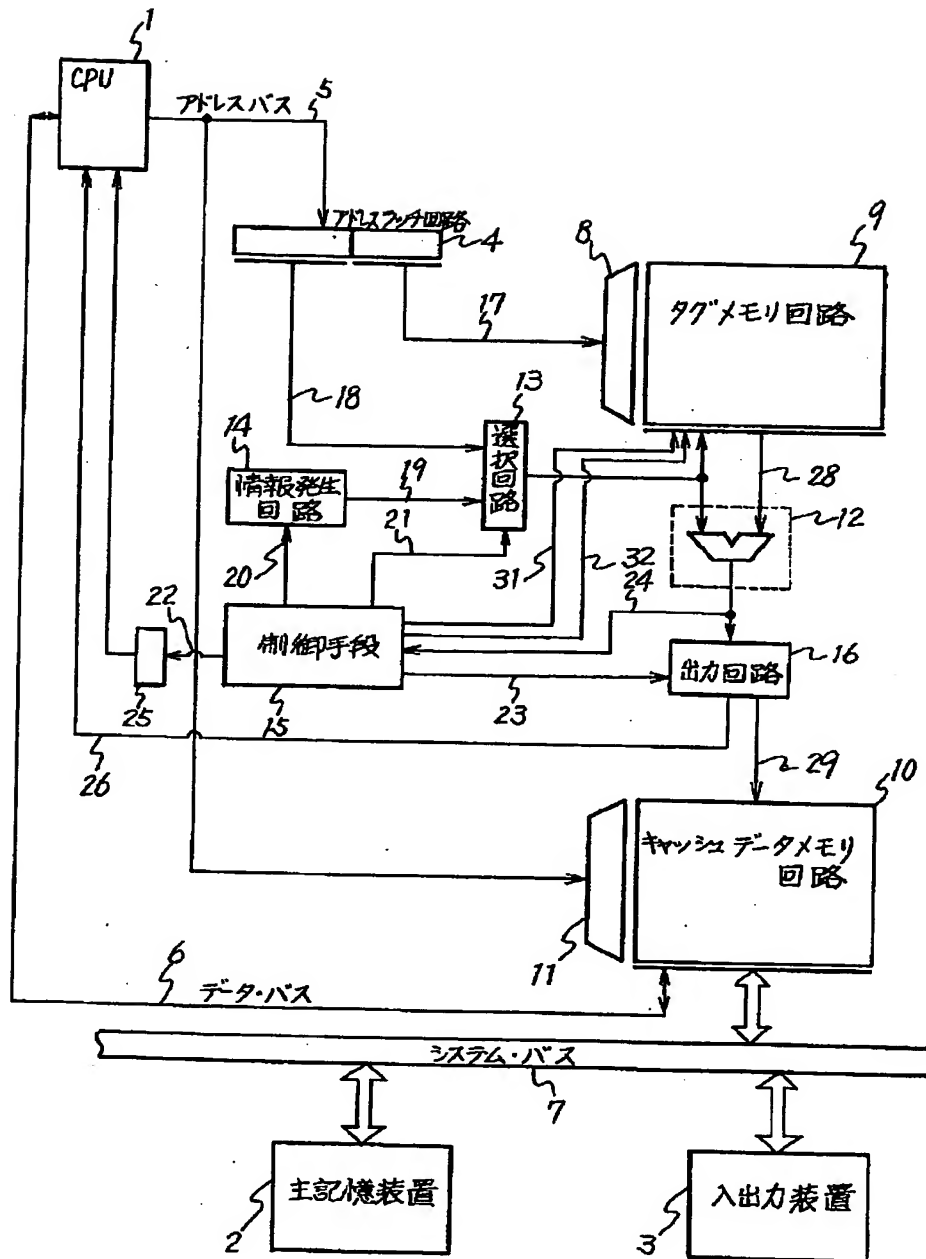 1
CPU
アドレスバス
5
アドレスラッチ回路
4
8
9
タグメモリ回路
17
18
13
選択回路
14
情報発生
回路
19
21
20
31
32
24
28
12
22
制御手段
23
16
出力回路
25
15
26
29
10
キャッシュデータメモリ
回路
11
6
データ・バス
システム・バス
7
2
主記憶装置
3
入出力装置